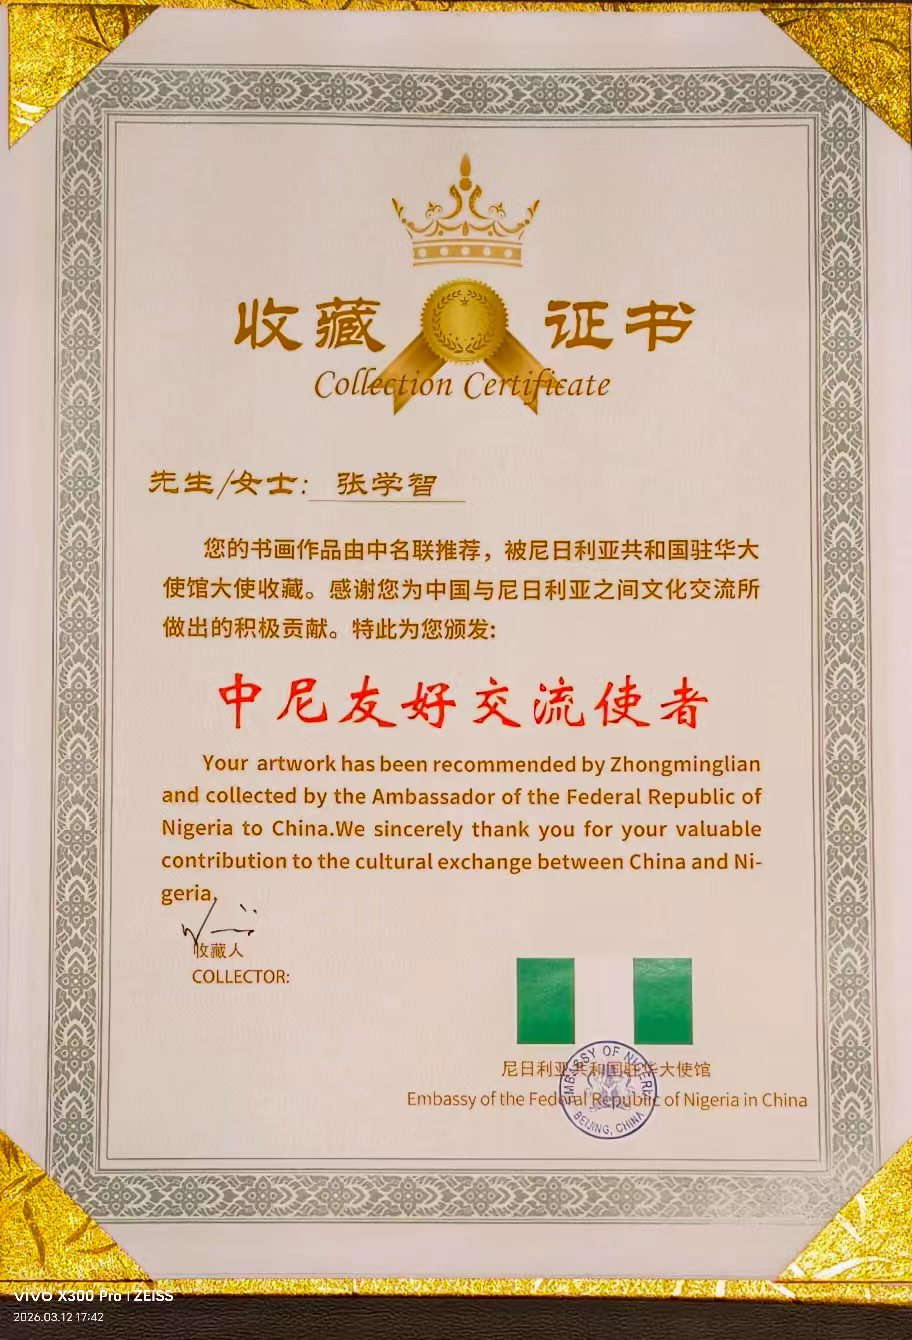 收藏证书
Collection Certificate
先生/女士: 张学智
您的书画作品由中名联推荐，被尼日利亚共和国驻华大
使馆大使收藏。感谢您为中国与尼日利亚之间文化交流所
做出的积极贡献。特此为您颁发:
中尼友好交流使者
Your artwork has been recommended by Zhongminglian
and collected by the Ambassador of the Federal Republic of
Nigeria to China.We sincerely thank you for your valuable
contribution to the cultural exchange between China and Ni-
geria.
收藏人
COLLECTOR:
尼日利亚共和国驻华大使馆
Embassy of the Federal Republic of Nigeria in China
EMBASSY OF NIGERIA
BEIJING, CHINA
vivo X300 Pro | ZEISS
2026.03.12 17:42